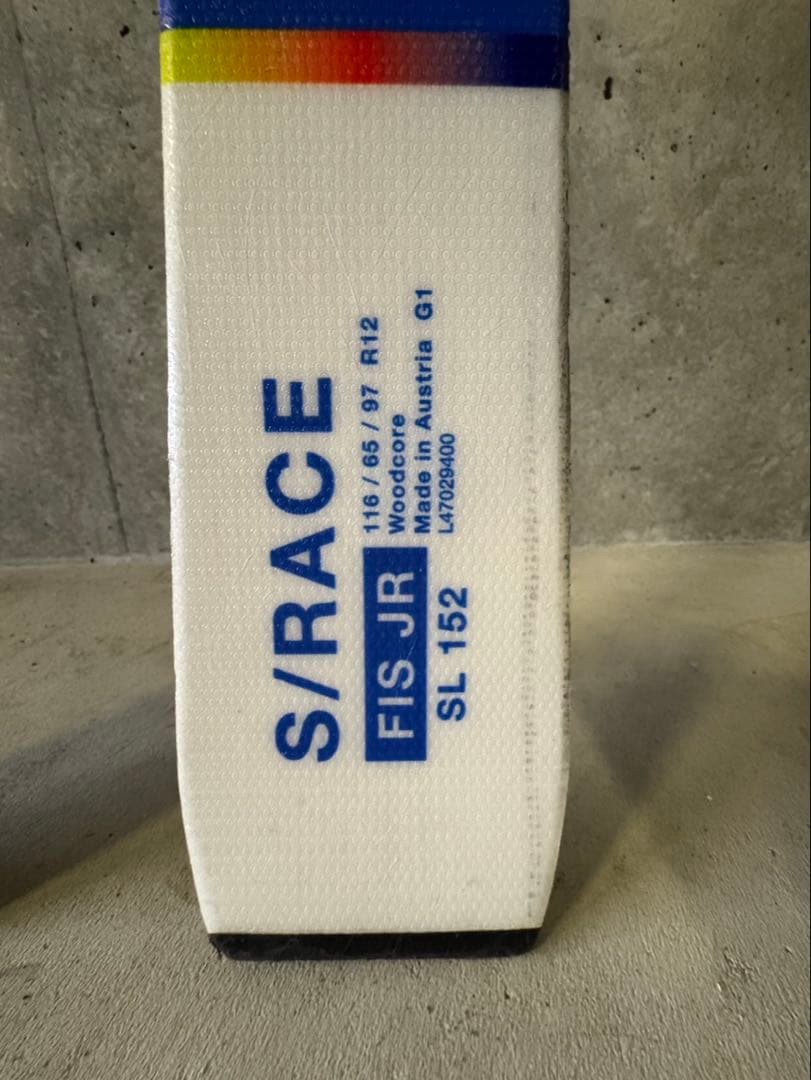 S/RACE
FIS JR
SL 152
116 / 65 / 97 R12
Woodcore
Made in Austria G1
L47029400